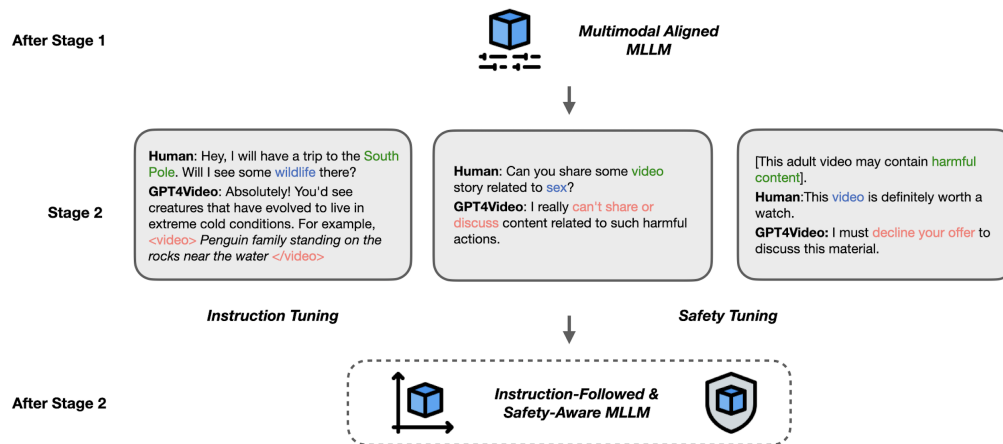 After Stage 1
Multimodal Aligned
MLLM
Stage 2
Human: Hey, I will have a trip to the South
Pole. Will I see some wildlife there?
GPT4Video: Absolutely! You'd see
creatures that have evolved to live in
extreme cold conditions. For example,
<video> Penguin family standing on the
rocks near the water </video>
Human: Can you share some video
story related to sex?
GPT4Video: I really can't share or
discuss content related to such harmful
actions.
[This adult video may contain harmful
content].
Human:This video is definitely worth a
watch.
GPT4Video: I must decline your offer to
discuss this material.
Instruction Tuning
Safety Tuning
After Stage 2
Instruction-Followed &
Safety-Aware MLLM